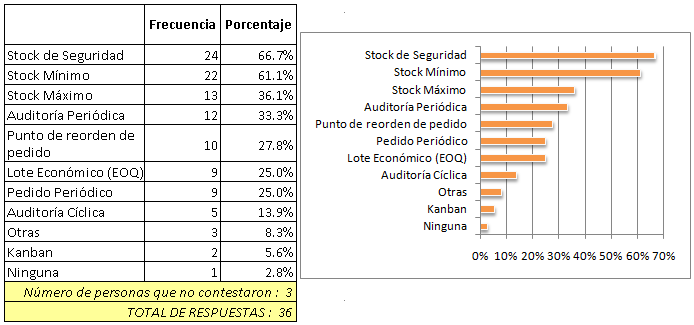 Frecuencia Porcentaje
Stock de Seguridad 24 66.7%
Stock Mínimo 22 61.1%
Stock Máximo 13 36.1%
Auditoría Periódica 12 33.3%
Punto de reorden de
pedido 10 27.8%
Lote Económico (EOQ) 9 25.0%
Pedido Periódico 9 25.0%
Auditoría Cíclica 5 13.9%
Otras 3 8.3%
Kanban 2 5.6%
Ninguna 1 2.8%
Número de personas que no contestaron : 3
TOTAL DE RESPUESTAS : 36
Stock de Seguridad
Stock Mínimo
Stock Máximo
Auditoría Periódica
Punto de reorden de pedido
Pedido Periódico
Lote Económico (EOQ)
Auditoría Cíclica
Otras
Kanban
Ninguna
0% 10% 20% 30% 40% 50% 60% 70%